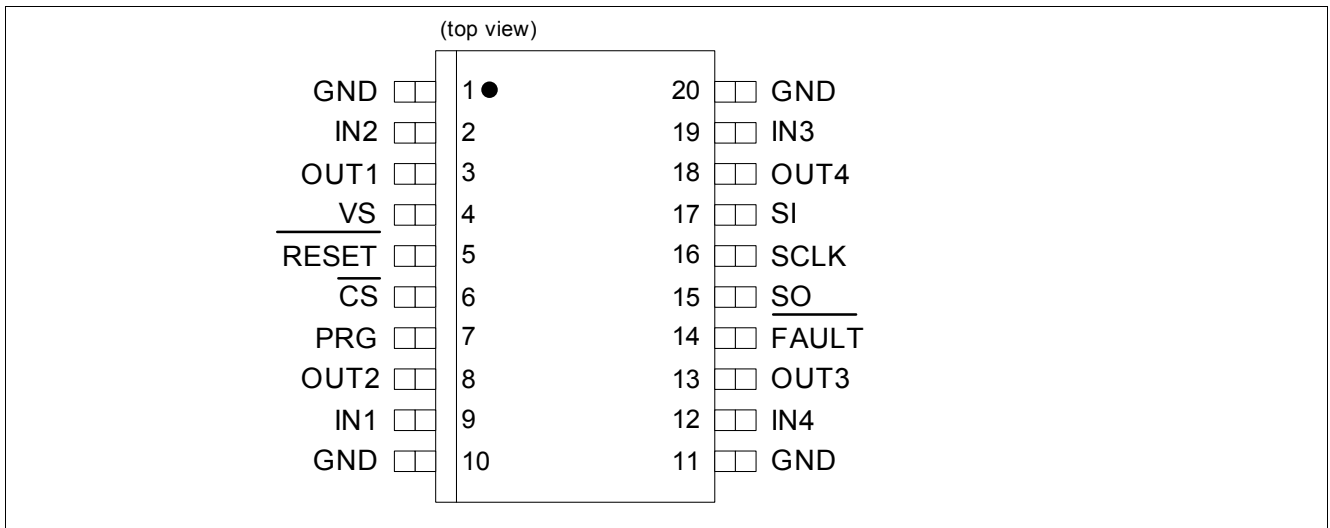 (top view)
GND 1 20 GND
IN2 2 19 IN3
OUT1 3 18 OUT4
VS 4 17 SI
RESET 5 16 SCLK
CS 6 15 SO
PRG 7 14 FAULT
OUT2 8 13 OUT3
IN1 9 12 IN4
GND 10 11 GND